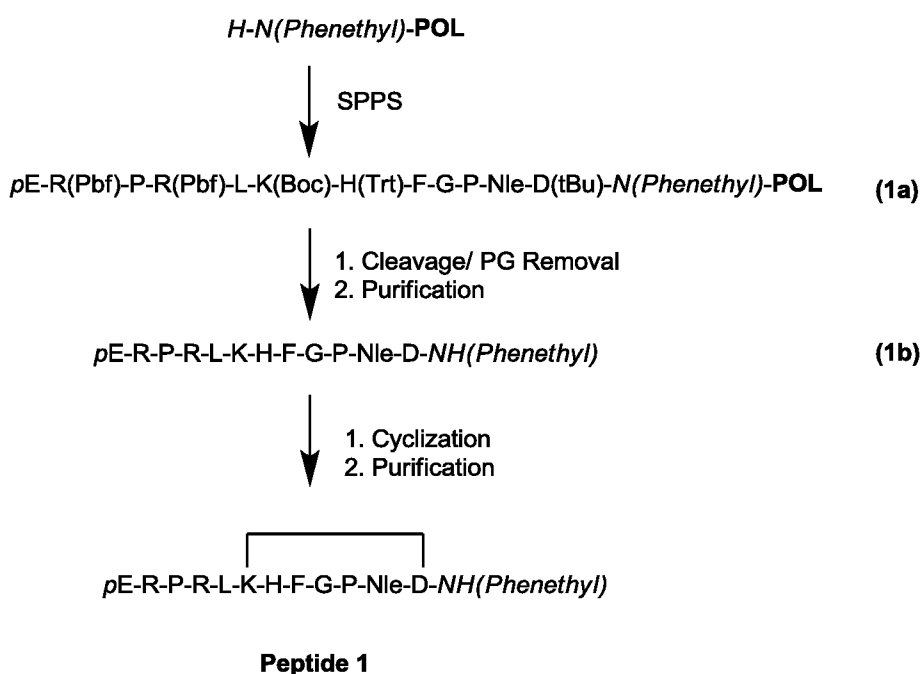 H-N(Phenethyl)-POL
SPPS
pE-R(Pbf)-P-R(Pbf)-L-K(Boc)-H(Trt)-F-G-P-Nle-D(tBu)-N(Phenethyl)-POL (1a)
1. Cleavage/ PG Removal
2. Purification
pE-R-P-R-L-K-H-F-G-P-Nle-D-NH(Phenethyl) (1b)
1. Cyclization
2. Purification
pE-R-P-R-L-K-H-F-G-P-Nle-D-NH(Phenethyl)
Peptide 1